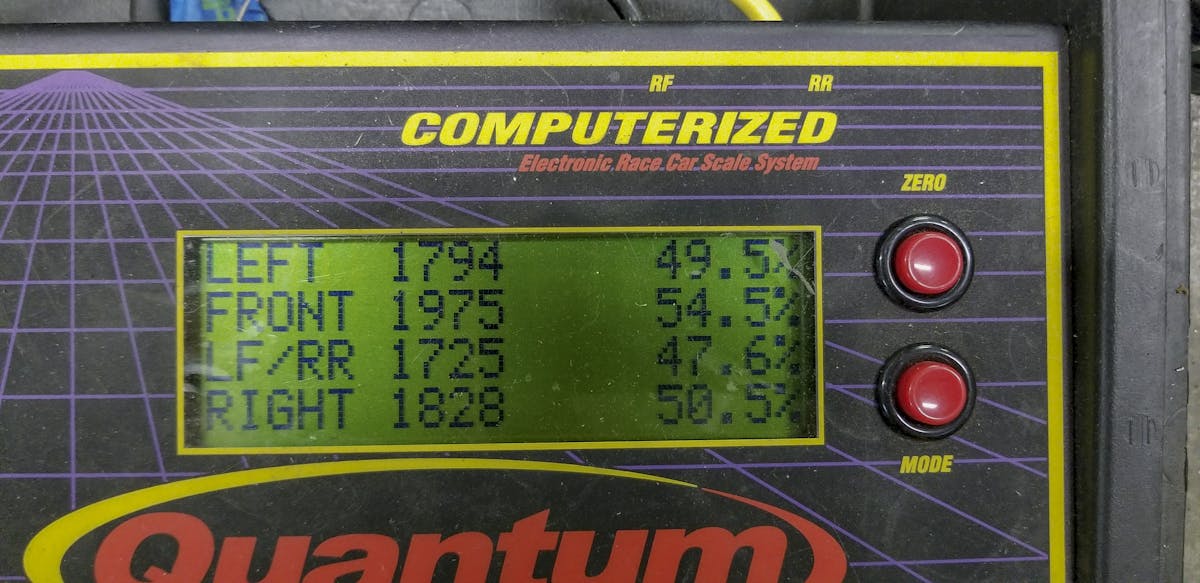 RF RR
COMPUTERIZED
Electronic Race Car Scale System
ZERO
LEFT 1794 49.5%
FRONT 1975 54.5%
LF/RR 1725 47.6%
RIGHT 1828 50.5%
MODE
Quantum